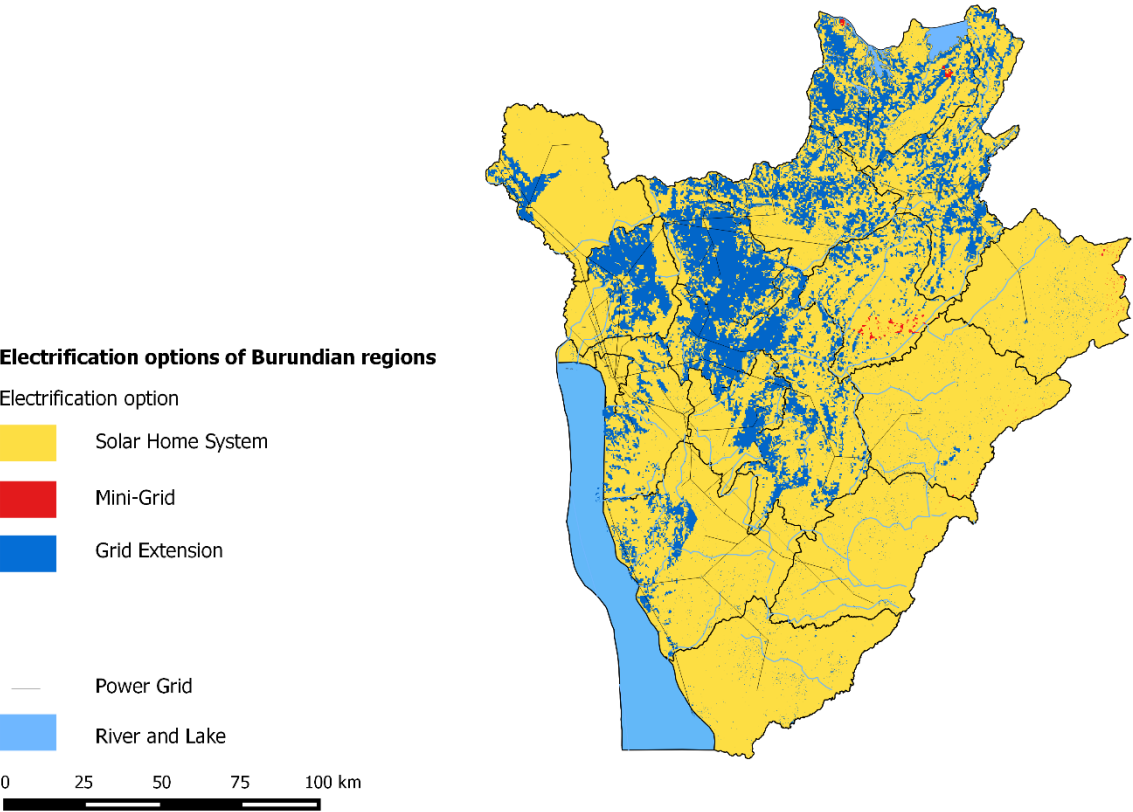 Electrification options of Burundian regions
Electrification option
Solar Home System
Mini-Grid
Grid Extension
Power Grid
River and Lake
0 25 50 75 100 km